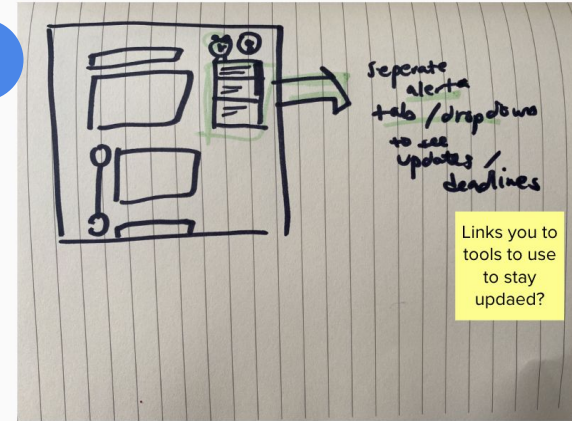 seperate
alerts
tab / dropdown
to see
updates /
deadlines
Links you to
tools to use
to stay
updaed?